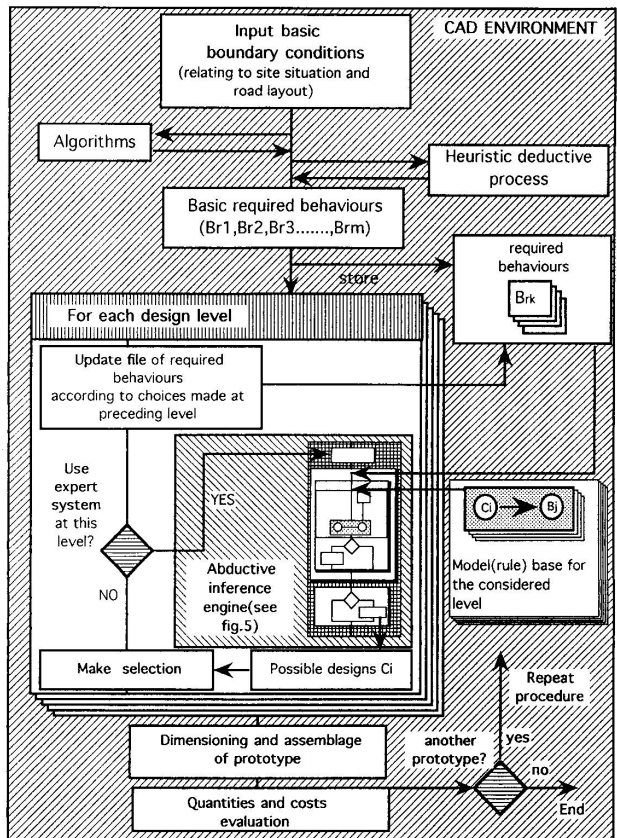 CAD ENVIRONMENT
Input basic
boundary conditions
(relating to site situation and
road layout)
Algorithms
Heuristic deductive
process
Basic required behaviours
(Br1,Br2,Br3.......,Brm)
store
required
behaviours
Brk
For each design level
Update file of required
behaviours
according to choices made at
preceding level
Use
expert
system
at this
level?
YES
NO
Abductive
inference
engine(see
fig.5)
Ci
Bj
Model(rule) base for
the considered
level
Make selection
Possible designs Ci
Repeat
procedure
Dimensioning and assemblage
of prototype
another
prototype?
yes
no
End
Quantities and costs
evaluation